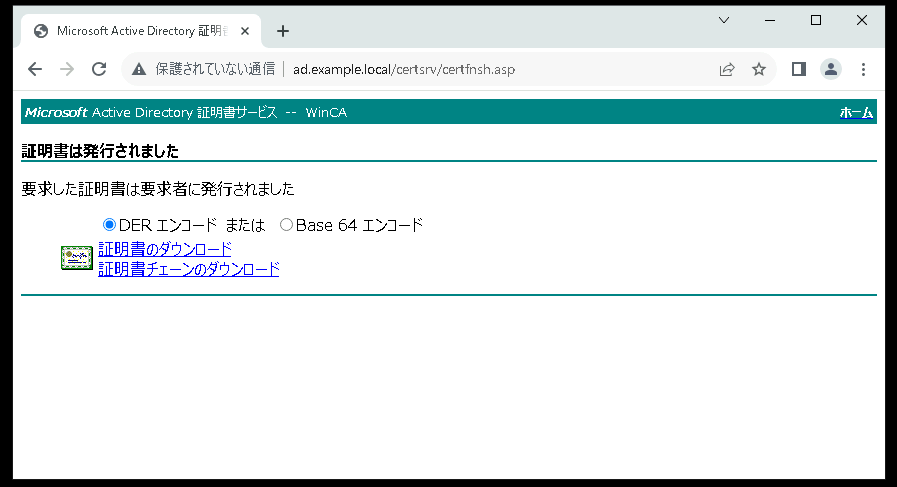 Microsoft Active Directory 証明
保護されていない通信 ad.example.local/certsrv/certfnsh.asp
Microsoft Active Directory 証明書サービス -- WinCA ホーム
証明書は発行されました
要求した証明書は要求者に発行されました
DER エンコード または Base 64 エンコード
証明書のダウンロード
証明書チェーンのダウンロード